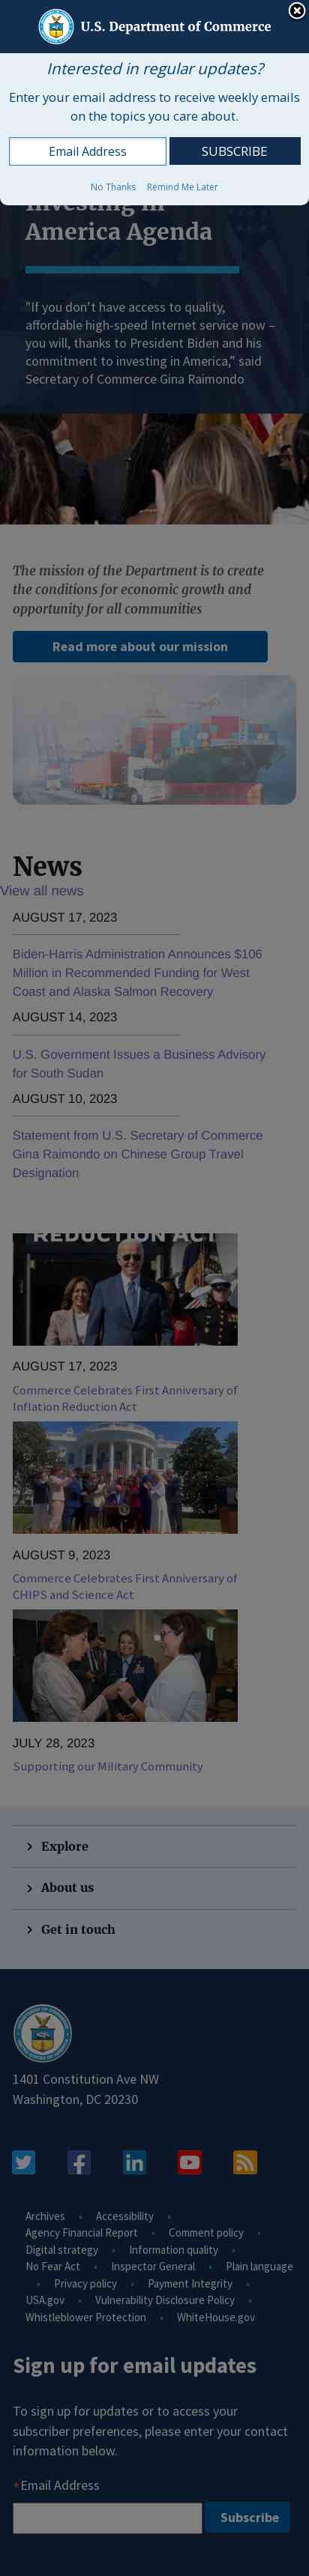 U.S. Department of Commerce
Interested in regular updates?
Enter your email address to receive weekly emails
on the topics you care about.
Email Address
SUBSCRIBE
No Thanks
Remind Me Later
Investing in
America Agenda
"If you don’t have access to quality,
affordable high-speed Internet service now –
you will, thanks to President Biden and his
commitment to investing in America,” said
Secretary of Commerce Gina Raimondo
The mission of the Department is to create
the conditions for economic growth and
opportunity for all communities
Read more about our mission
News
View all news
AUGUST 17, 2023
Biden-Harris Administration Announces $106
Million in Recommended Funding for West
Coast and Alaska Salmon Recovery
AUGUST 14, 2023
U.S. Government Issues a Business Advisory
for South Sudan
AUGUST 10, 2023
Statement from U.S. Secretary of Commerce
Gina Raimondo on Chinese Group Travel
Designation
REDUCTION ACT
AUGUST 17, 2023
Commerce Celebrates First Anniversary of
Inflation Reduction Act
AUGUST 9, 2023
Commerce Celebrates First Anniversary of
CHIPS and Science Act
JULY 28, 2023
Supporting our Military Community
Explore
About us
Get in touch
1401 Constitution Ave NW
Washington, DC 20230
Archives • Accessibility •
Agency Financial Report • Comment policy •
Digital strategy • Information quality •
No Fear Act • Inspector General • Plain language
• Privacy policy • Payment Integrity •
USA.gov • Vulnerability Disclosure Policy •
Whistleblower Protection • WhiteHouse.gov
Sign up for email updates
To sign up for updates or to access your
subscriber preferences, please enter your contact
information below.
*Email Address
Subscribe